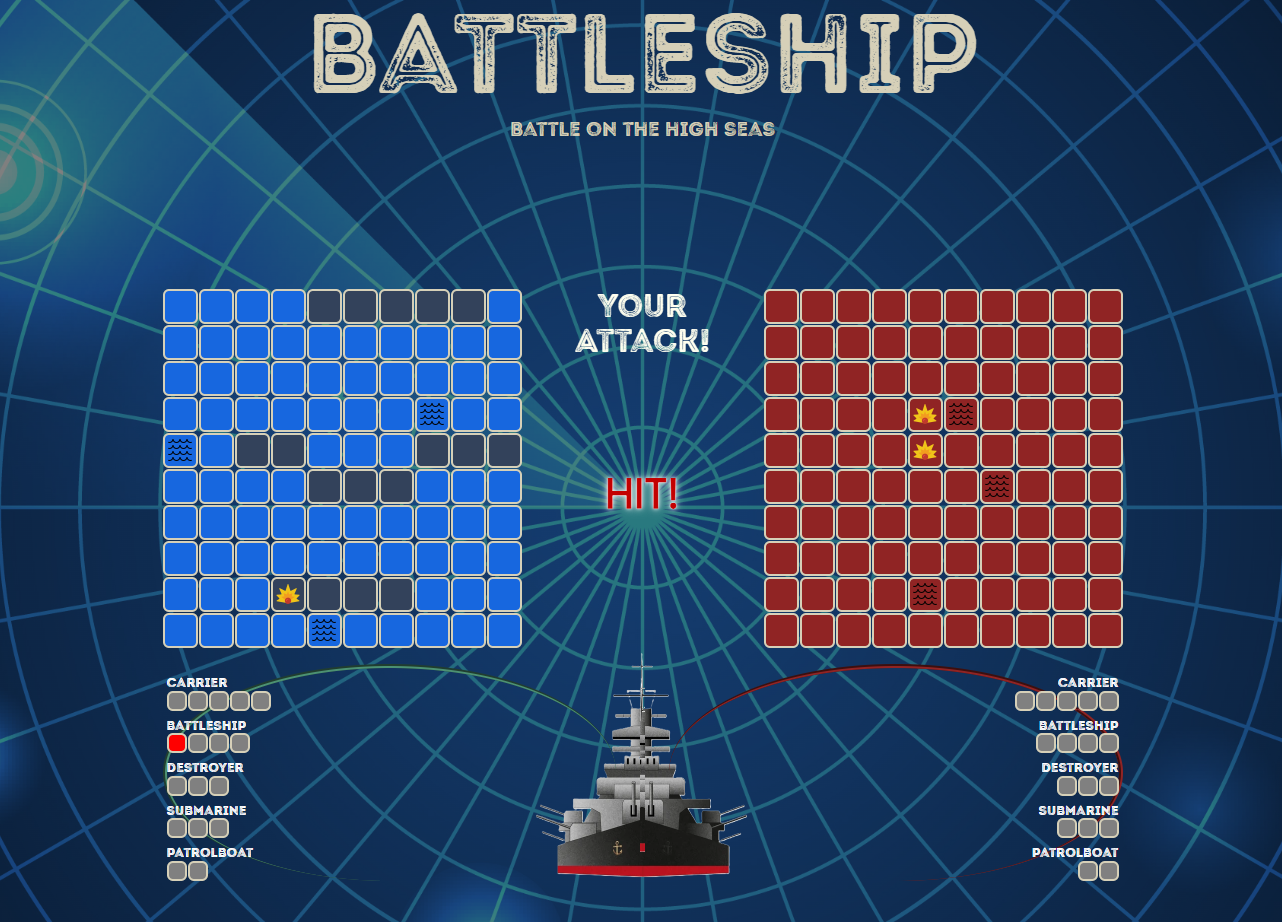 BATTLESHIP
BATTLE ON THE HIGH SEAS
YOUR
ATTACK!
HIT!
CARRIER
BATTLESHIP
DESTROYER
SUBMARINE
PATROLBOAT
CARRIER
BATTLESHIP
DESTROYER
SUBMARINE
PATROLBOAT